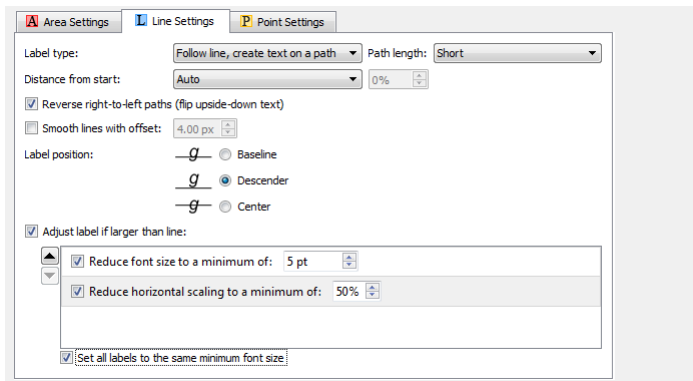 A Area Settings L Line Settings P Point Settings
Label type: Follow line, create text on a path Path length: Short
Distance from start: Auto 0%
Reverse right-to-left paths (flip upside-down text)
Smooth lines with offset: 4.00 px
Label position: g Baseline
g Descender
g Center
Adjust label if larger than line:
Reduce font size to a minimum of: 5 pt
Reduce horizontal scaling to a minimum of: 50%
Set all labels to the same minimum font size